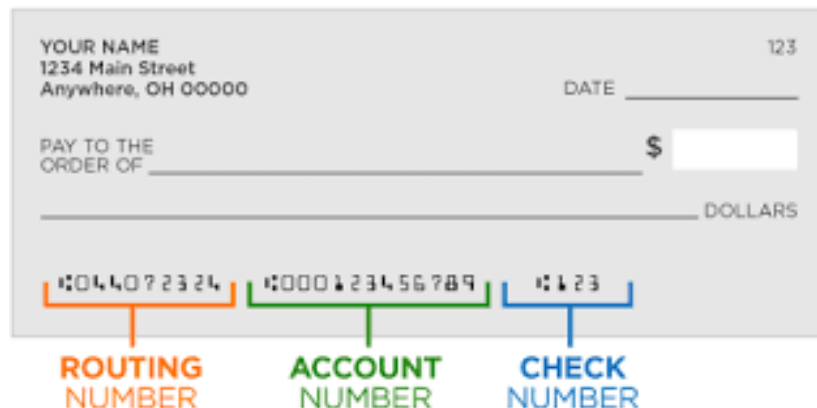 YOUR NAME 123
1234 Main Street
Anywhere, OH 00000
DATE
PAY TO THE
ORDER OF
$
DOLLARS
⑆044072324 ⑆000123456789 ⑆123
ROUTING ACCOUNT CHECK
NUMBER NUMBER NUMBER